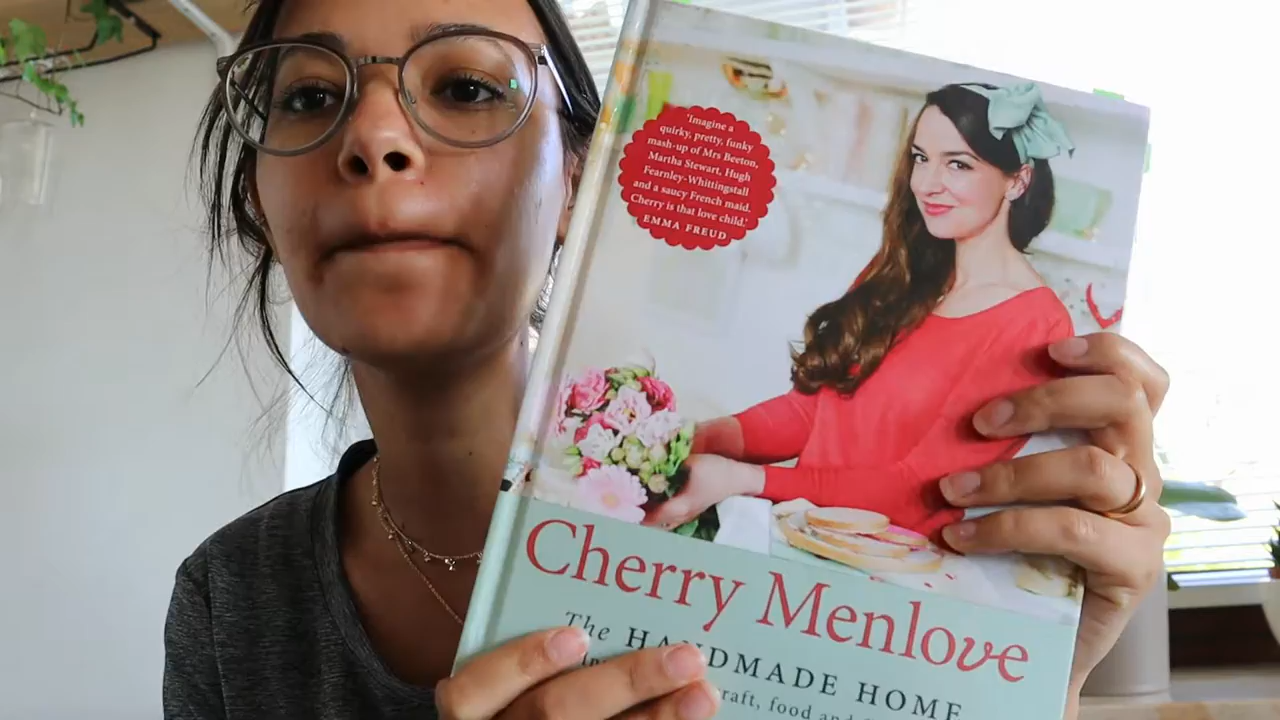 'Imagine a
quirky, pretty, funky
mash-up of Mrs Beeton,
Martha Stewart, Hugh
Fearnley-Whittingstall
and a saucy French maid,
Cherry is that love child.'
EMMA FREUD
Cherry Menlove
The HANDMADE HOME
food and